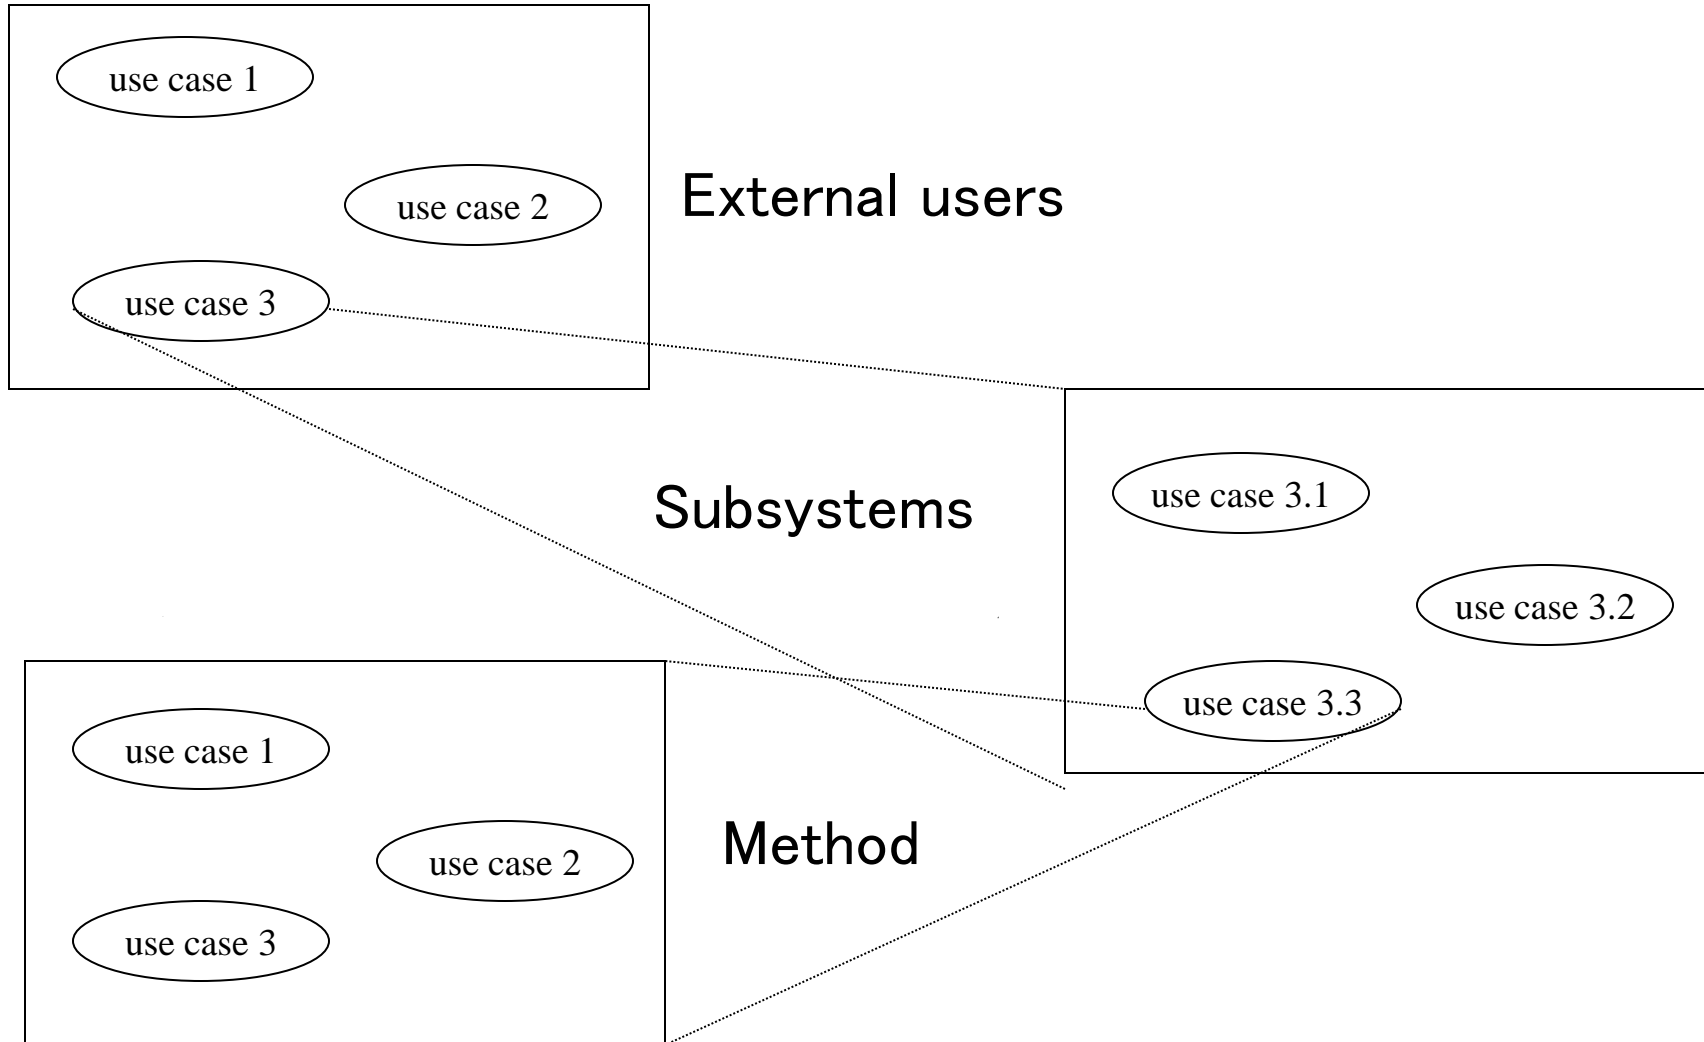 use case 1
use case 2
use case 3
External users
Subsystems
use case 3.1
use case 3.2
use case 3.3
use case 1
use case 2
use case 3
Method